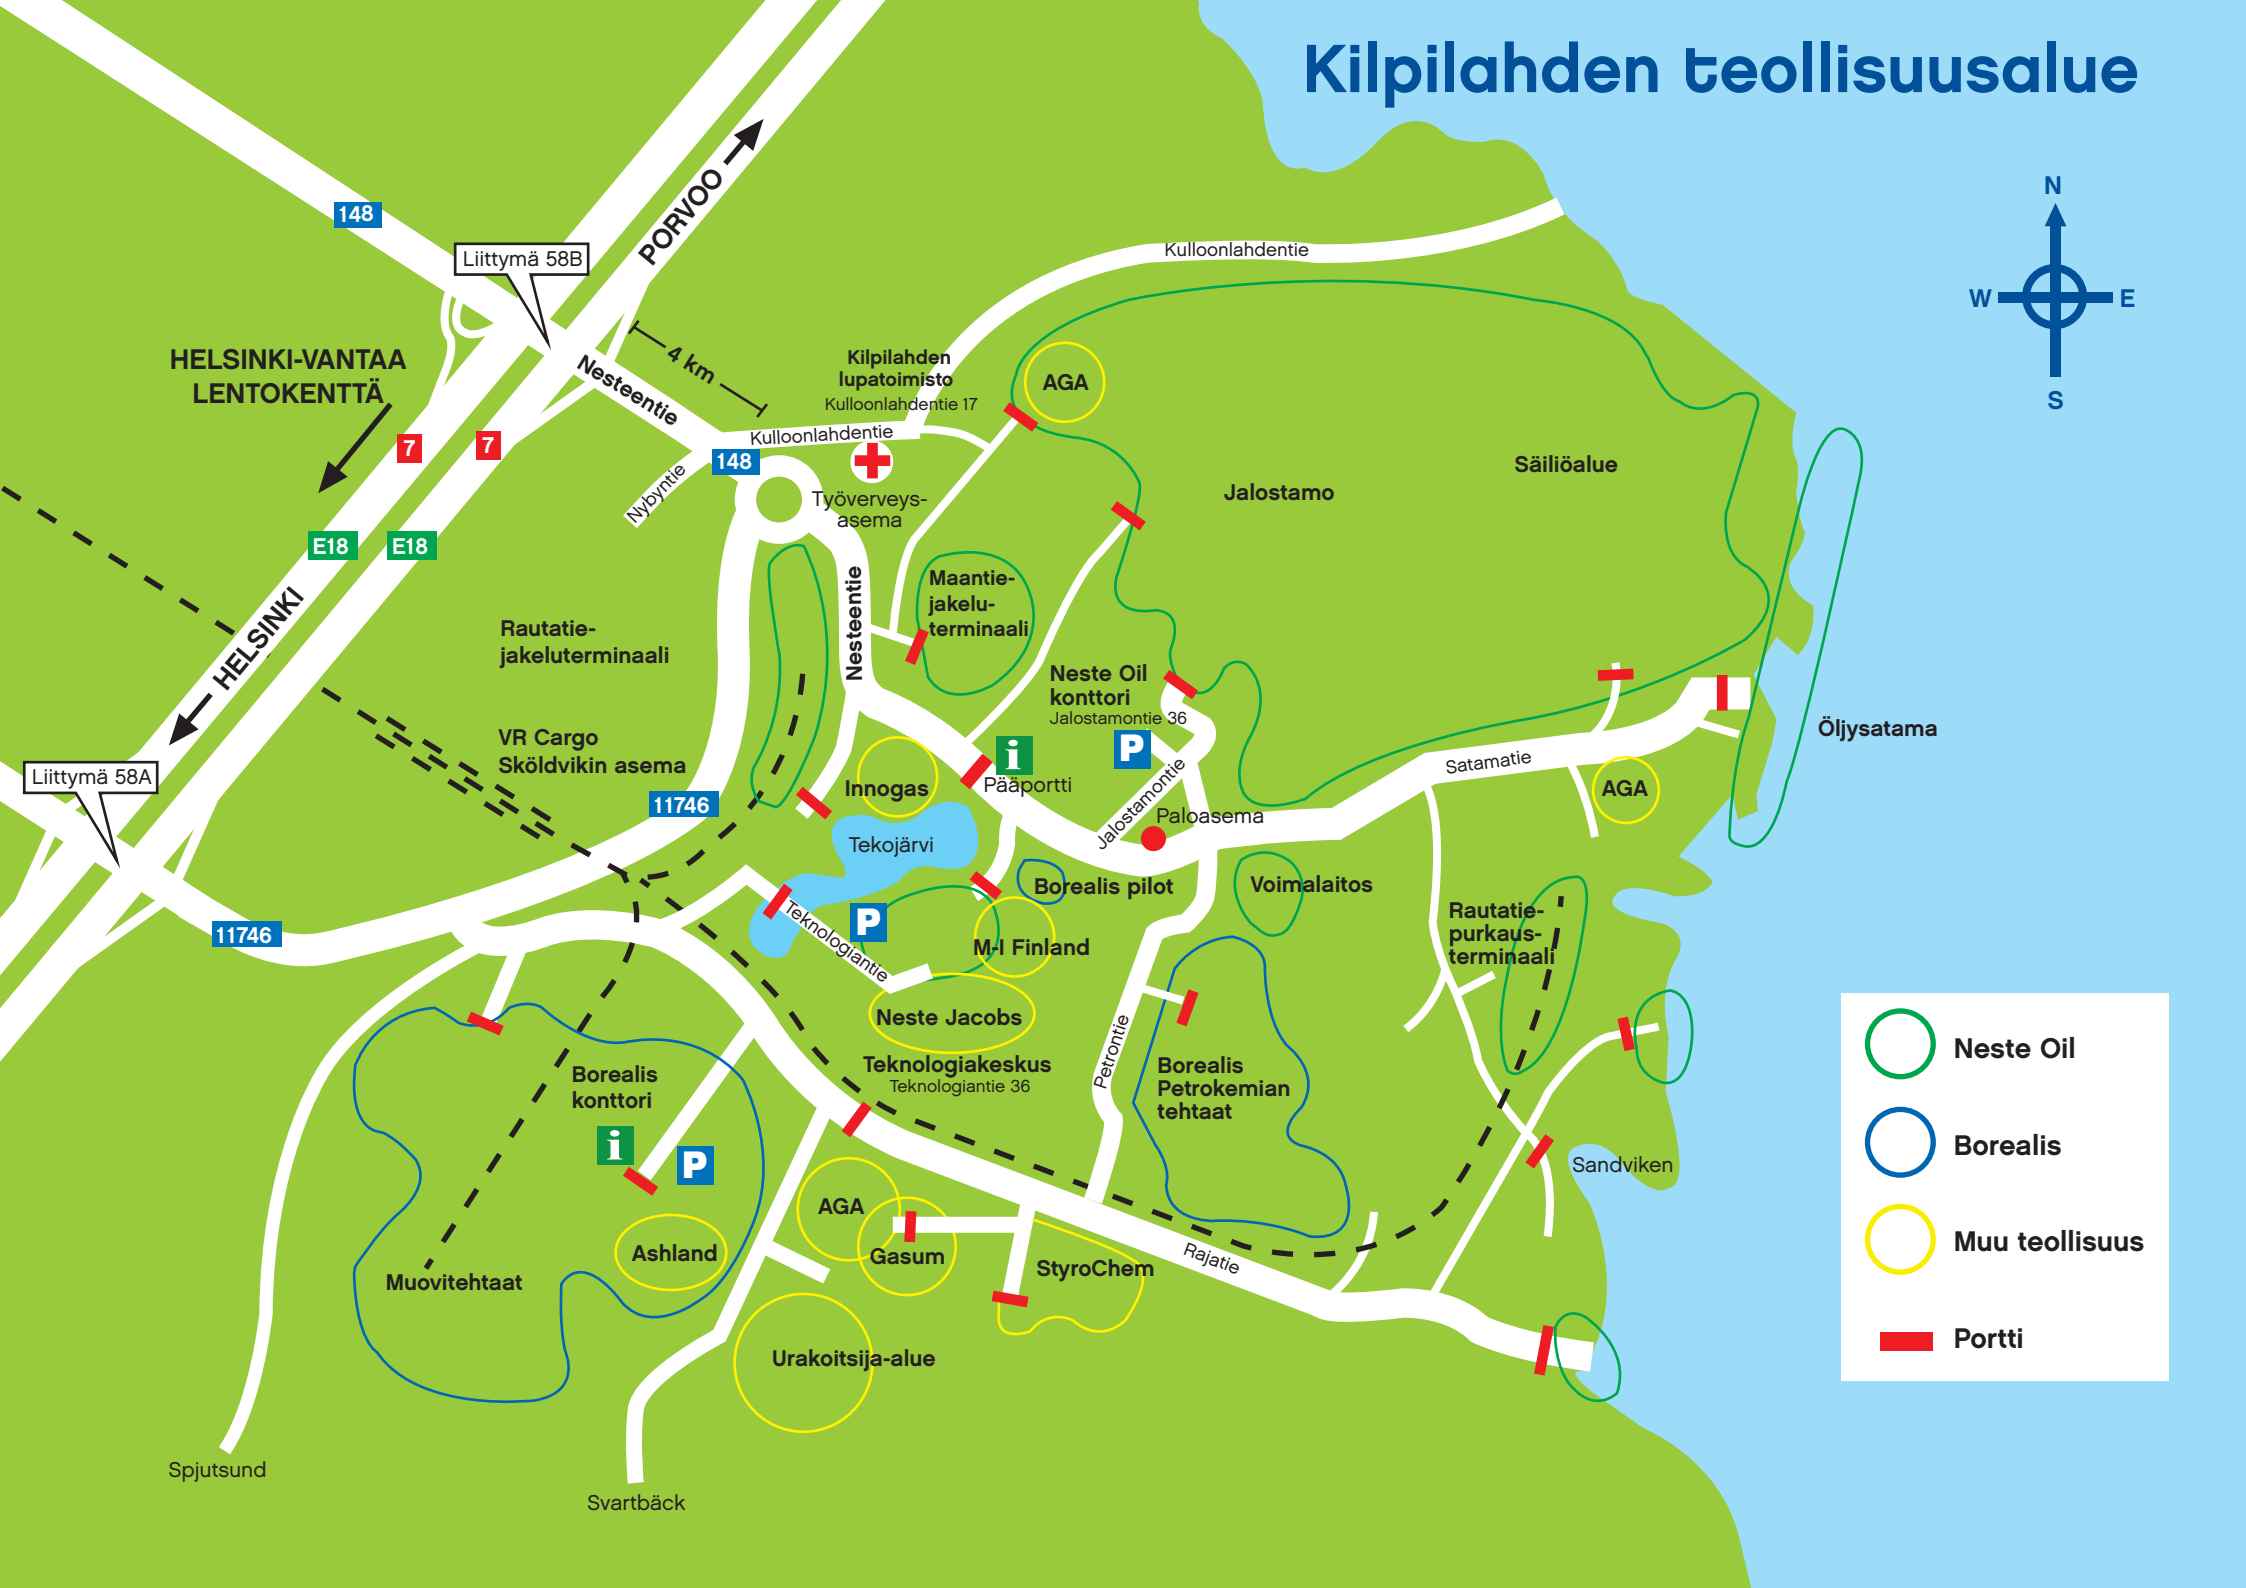 Kilpilahden teollisuusalue
N
W
E
S
148
Liittymä 58B
PORVOO
HELSINKI-VANTAA
LENTOKENTTÄ
4 km
Nesteentie
Kulloonlahdentie
Kilpilahden
lupatoimisto
Kulloonlahdentie 17
Kulloonlahdentie
AGA
7
7
148
Nybyntie
Työverveys-
asema
Jalostamo
Säiliöalue
E18
E18
HELSINKI
Nesteentie
Maantie-
jakelu-
terminaali
Rautatie-
jakeluterminaali
Neste Oil
konttori
Jalostamontie 36
P
VR Cargo
Sköldvikin asema
11746
Innogas
i
Pääportti
Jalostamontie
Paloasema
Satamatie
AGA
Öljysatama
Liittymä 58A
Tekojärvi
Borealis pilot
Voimalaitos
11746
P
Teknologiantie
M-I Finland
Rautatie-
purkaus-
terminaali
Neste Jacobs
Teknologiakeskus
Teknologiantie 36
Petrontie
Borealis
Petrokemian
tehtaat
Borealis
konttori
i
P
Sandviken
AGA
Gasum
Ashland
Muovitehtaat
StyroChem
Rajatie
Urakoitsija-alue
Spjutsund
Svartbäck
Neste Oil
Borealis
Muu teollisuus
Portti